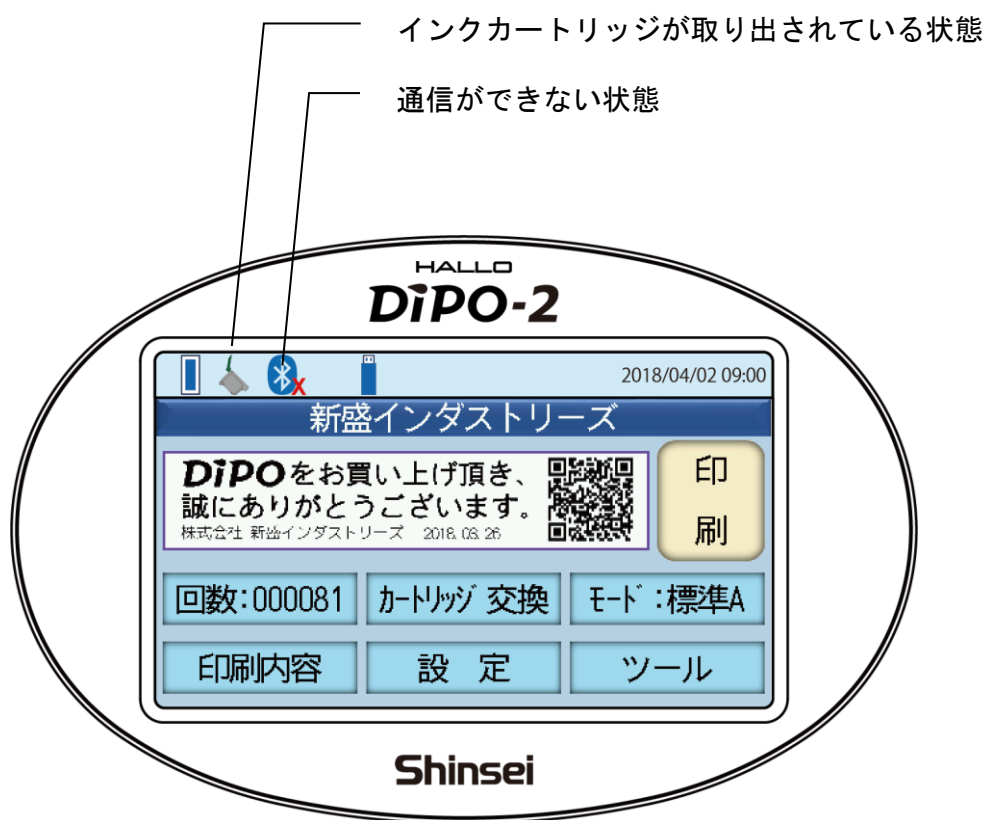 インクカートリッジが取り出されている状態
通信ができない状態
HALLO
DiPO-2
X
2018/04/02 09:00
新盛インダストリーズ
DiPOをお買い上げ頂き、
誠にありがとうございます。
株式会社 新盛インダストリーズ 2018.03.26
印刷
回数:000081
ｶｰﾄﾘｯｼﾞ 交換
ﾓｰﾄﾞ:標準A
印刷内容
設 定
ツール
Shinsei